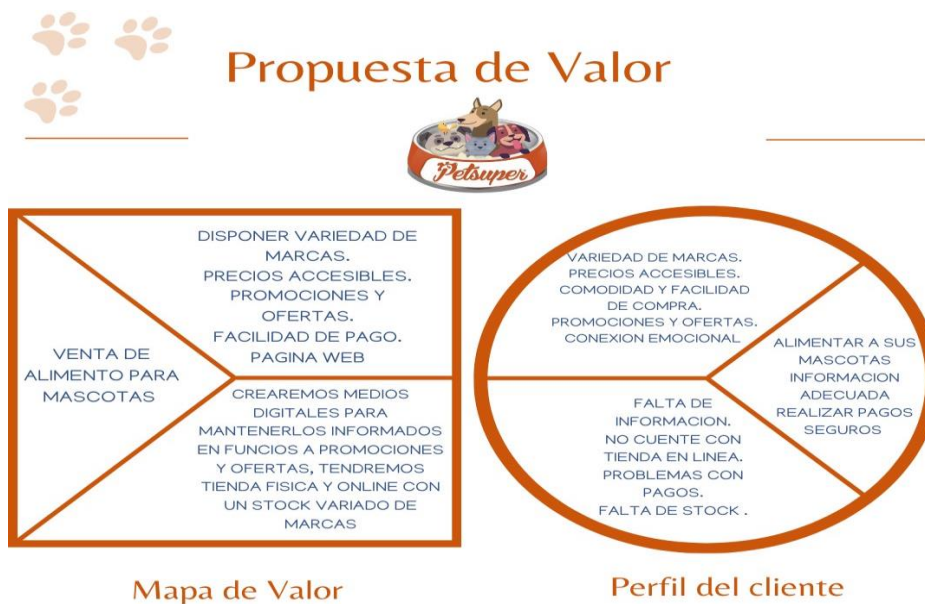 Propuesta de Valor
Petsuper
DISPONER VARIEDAD DE
MARCAS.
PRECIOS ACCESIBLES.
PROMOCIONES Y
OFERTAS.
FACILIDAD DE PAGO.
PAGINA WEB
VENTA DE
ALIMENTO PARA
MASCOTAS
CREAREMOS MEDIOS
DIGITALES PARA
MANTENERLOS INFORMADOS
EN FUNCIOS A PROMOCIONES
Y OFERTAS, TENDREMOS
TIENDA FISICA Y ONLINE CON
UN STOCK VARIADO DE
MARCAS
Mapa de Valor
VARIEDAD DE MARCAS.
PRECIOS ACCESIBLES.
COMODIDAD Y FACILIDAD
DE COMPRA.
PROMOCIONES Y OFERTAS.
CONEXION EMOCIONAL
ALIMENTAR A SUS
MASCOTAS
INFORMACION
ADECUADA
REALIZAR PAGOS
SEGUROS
FALTA DE
INFORMACION.
NO CUENTE CON
TIENDA EN LINEA.
PROBLEMAS CON
PAGOS.
FALTA DE STOCK .
Perfil del cliente